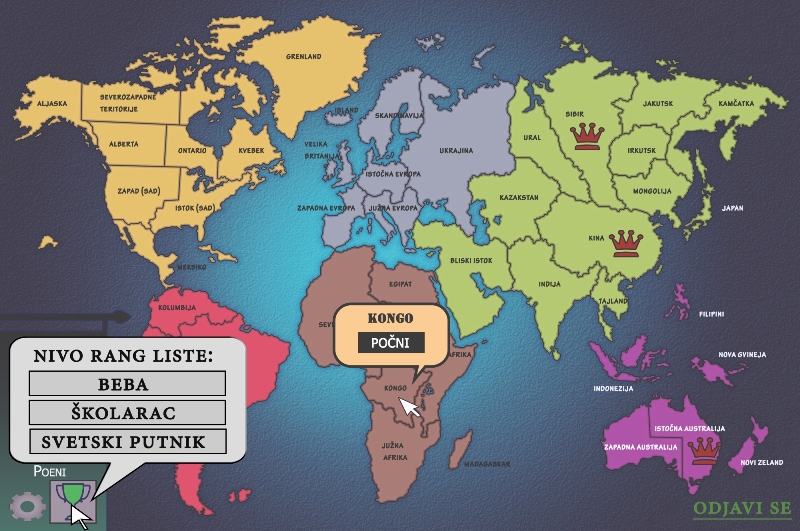 GRENLAND
ALJASKA
SEVEROZAPADNE
TERITORIJE
ISLAND
SKANDINAVIJA
SIBIR
JAKUTSK
KAMČATKA
ALBERTA
ONTARIO
KVEBEK
VELIKA
BRITANIJA
UKRAJINA
URAL
IRKUTSK
ISTOČNA EVROPA
ZAPAD (SAD)
MONGOLIJA
KAZAKSTAN
ISTOK (SAD)
ZAPADNA EVROPA
JUŽNA EVROPA
JAPAN
KINA
MEKSIKO
BLISKI ISTOK
EGIPAT
INDIJA
TAJLAND
KOLUMBIJA
FILIPINI
KONGO
POČNI
SEV
AFRIKA
NOVA GVINEJA
NIVO RANG LISTE:
BEBA
ŠKOLARAC
SVETSKI PUTNIK
KONGO
INDONEZIJA
ISTOČNA AUSTRALIJA
JUŽNA
AFRIKA
ZAPADNA AUSTRALIJA
MADAGASKAR
NOVI ZELAND
POENI
ODJAVI SE